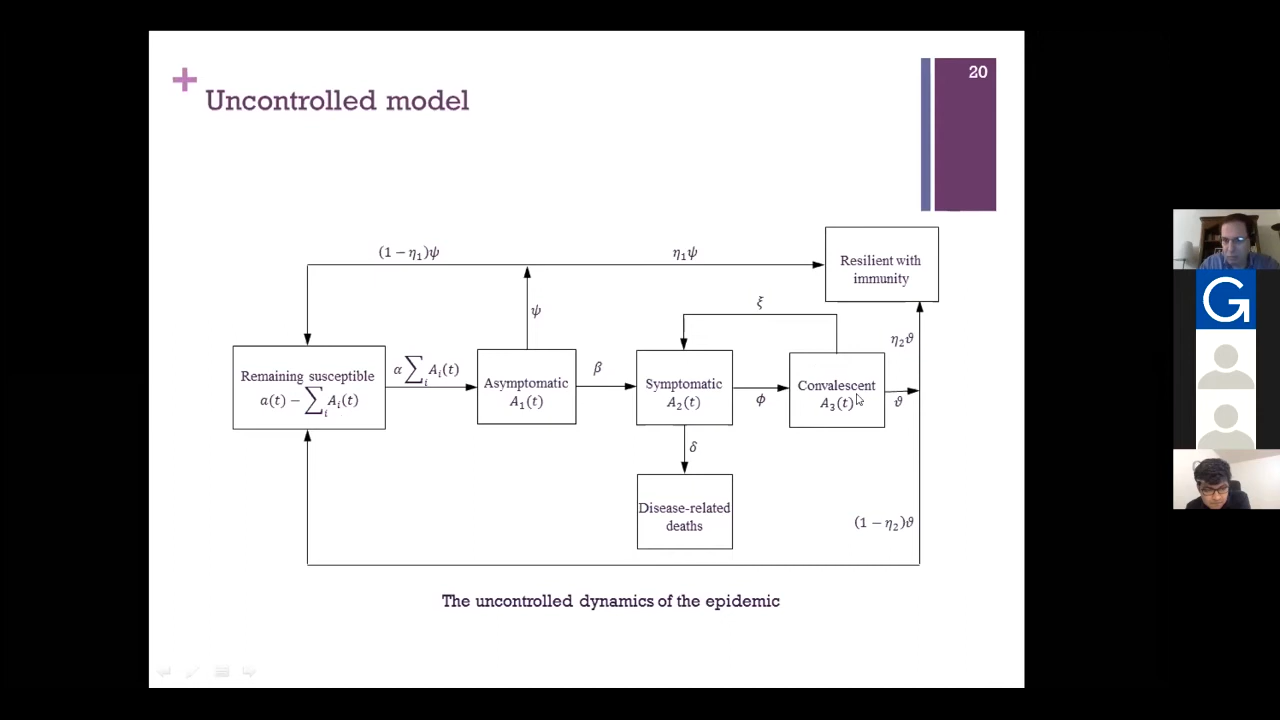 +
Uncontrolled model
20
(1 − η₁)ψ
η₁ψ
Resilient with
immunity
ψ
ξ
η₂ϑ
Remaining susceptible
a(t) − ∑ᵢ Aᵢ(t)
α ∑ᵢ Aᵢ(t)
Asymptomatic
A₁(t)
β
Symptomatic
A₂(t)
ϕ
Convalescent
A₃(t)
ϑ
δ
Disease-related
deaths
(1 − η₂)ϑ
The uncontrolled dynamics of the epidemic
G